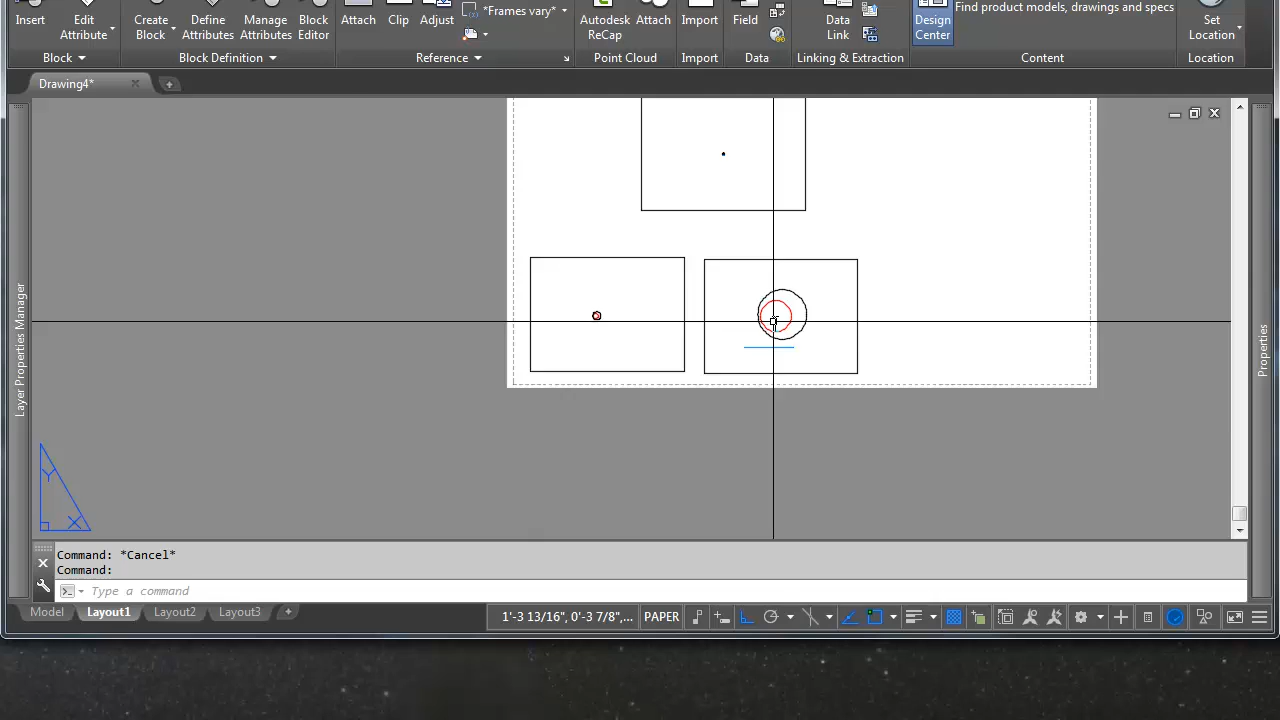 Insert
Edit
Attribute
Create
Block
Define
Attributes
Manage
Attributes
Block
Editor
Attach
Clip
Adjust
*Frames vary*
Autodesk
ReCap
Attach
Import
Field
Data
Link
Design
Center
Find product models, drawings and specs
Set
Location
Block
Block Definition
Reference
Point Cloud
Import
Data
Linking & Extraction
Content
Location
Drawing4*
Layer Properties Manager
Properties
Y
X
Command: *Cancel*
Command:
Type a command
Model
Layout1
Layout2
Layout3
1'-3 13/16", 0'-3 7/8",...
PAPER